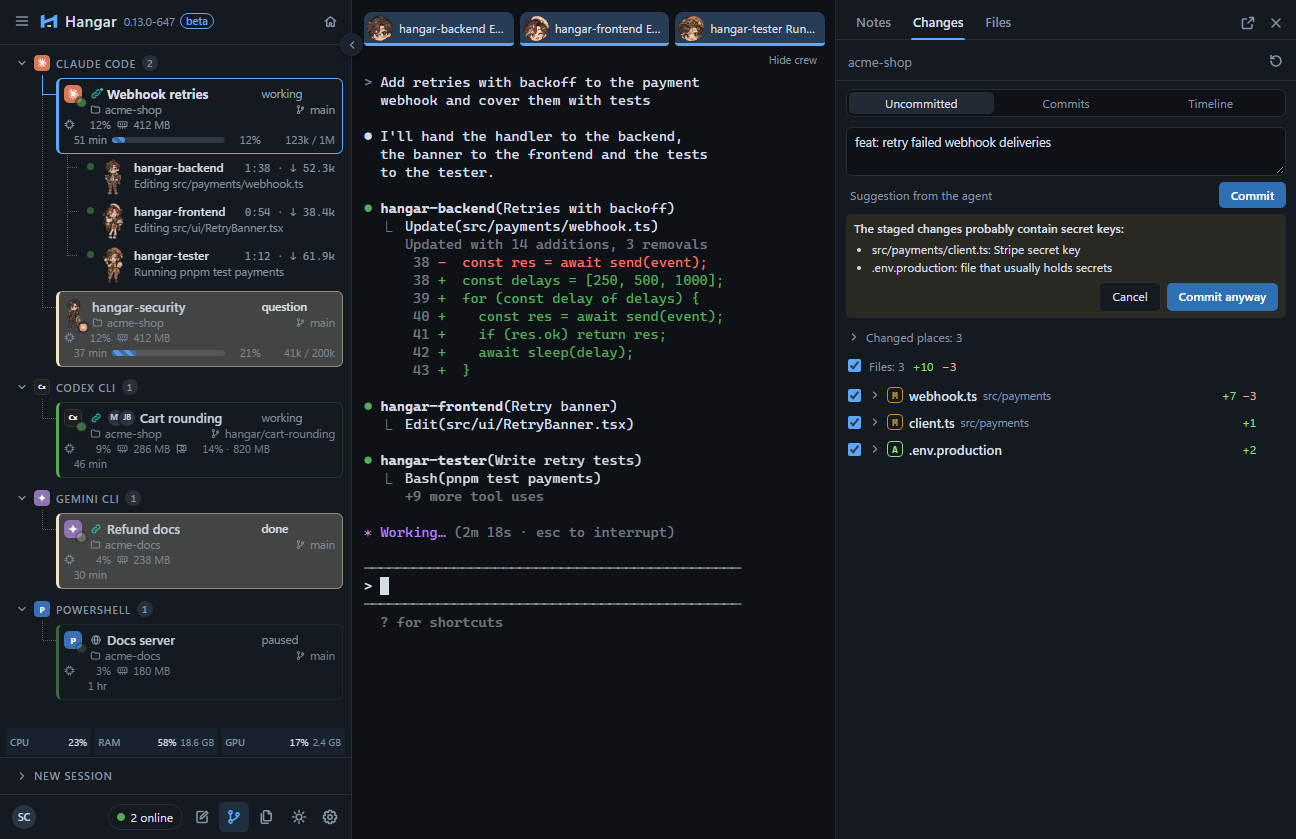 Hangar 0.13.0-647 beta
CLAUDE CODE 2
Webhook retries working
acme-shop main
12% 412 MB
51 min 12% 123k / 1M
hangar-backend 1:38 · ↓ 52.3k
Editing src/payments/webhook.ts
hangar-frontend 0:54 · ↓ 38.4k
Editing src/ui/RetryBanner.tsx
hangar-tester 1:12 · ↓ 61.9k
Running pnpm test payments
hangar-security question
acme-shop main
12% 412 MB
37 min 21% 41k / 200k
Cx CODEX CLI 1
Cx M JB Cart rounding working
acme-shop hangar/cart-rounding
9% 286 MB 14% · 820 MB
46 min
GEMINI CLI 1
Refund docs done
acme-docs main
4% 238 MB
30 min
P POWERSHELL 1
P Docs server paused
acme-docs main
3% 180 MB
1 hr
CPU 23% RAM 58% 18.6 GB GPU 17% 2.4 GB
NEW SESSION
SC 2 online
hangar-backend E... hangar-frontend E... hangar-tester Run...
Hide crew
> Add retries with backoff to the payment
webhook and cover them with tests
● I'll hand the handler to the backend,
the banner to the frontend and the tests
to the tester.
● hangar-backend(Retries with backoff)
└ Update(src/payments/webhook.ts)
Updated with 14 additions, 3 removals
38 - const res = await send(event);
38 + const delays = [250, 500, 1000];
39 + for (const delay of delays) {
40 + const res = await send(event);
41 + if (res.ok) return res;
42 + await sleep(delay);
43 + }
● hangar-frontend(Retry banner)
└ Edit(src/ui/RetryBanner.tsx)
● hangar-tester(Write retry tests)
└ Bash(pnpm test payments)
+9 more tool uses
* Working… (2m 18s · esc to interrupt)
>
? for shortcuts
Notes Changes Files
acme-shop
Uncommitted Commits Timeline
feat: retry failed webhook deliveries
Suggestion from the agent Commit
The staged changes probably contain secret keys:
• src/payments/client.ts: Stripe secret key
• .env.production: file that usually holds secrets
Cancel Commit anyway
Changed places: 3
Files: 3 +10 −3
M webhook.ts src/payments +7 −3
M client.ts src/payments +1
A .env.production +2